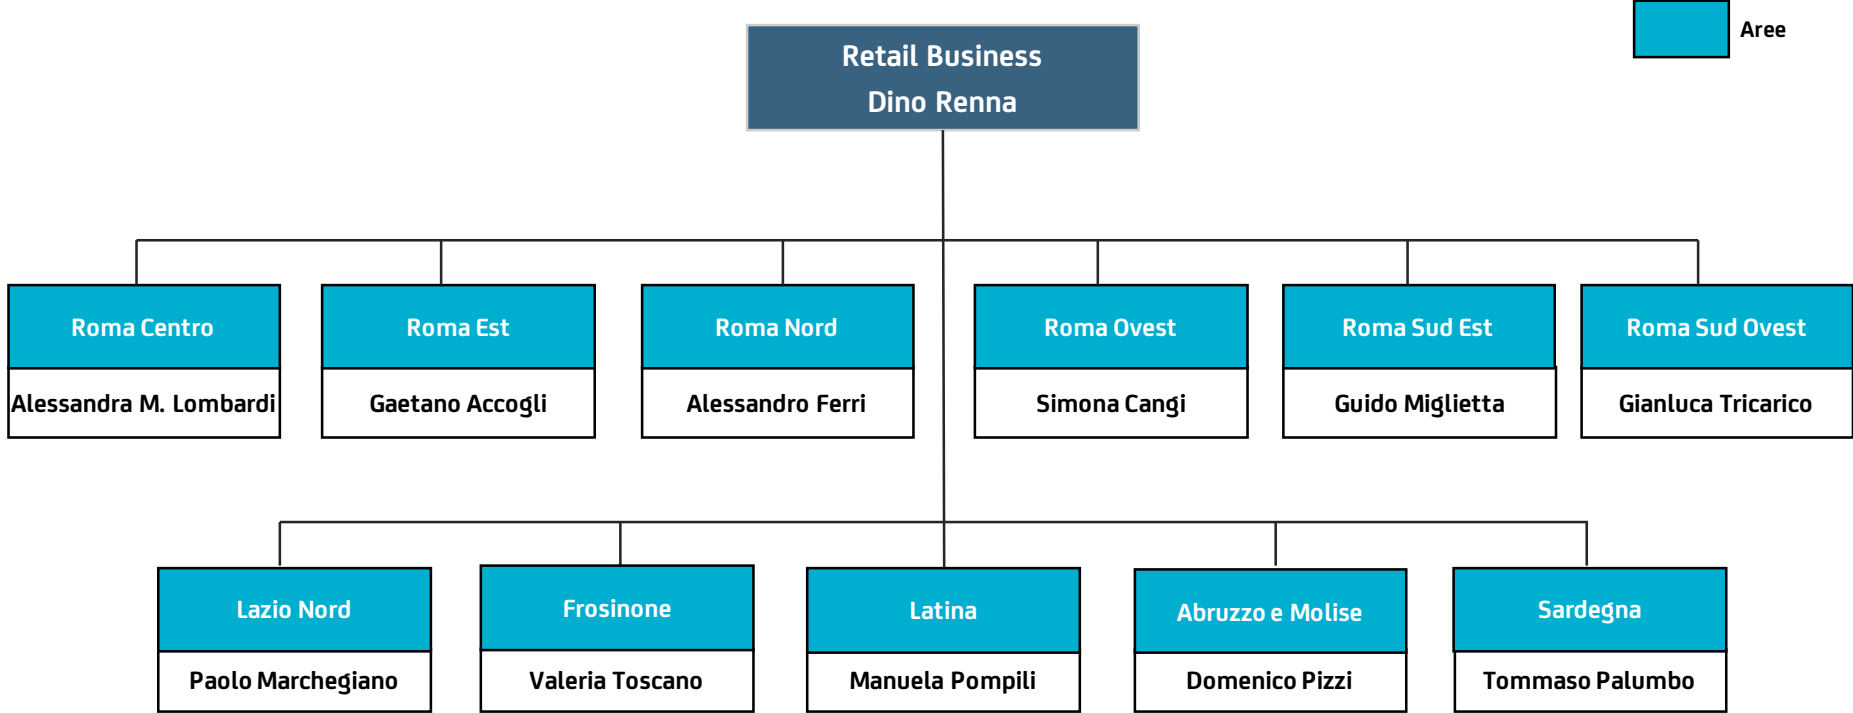 Aree
Retail Business
Dino Renna
Roma Centro
Alessandra M. Lombardi
Roma Est
Gaetano Accogli
Roma Nord
Alessandro Ferri
Roma Ovest
Simona Cangi
Roma Sud Est
Guido Miglietta
Roma Sud Ovest
Gianluca Tricarico
Lazio Nord
Paolo Marchegiano
Frosinone
Valeria Toscano
Latina
Manuela Pompili
Abruzzo e Molise
Domenico Pizzi
Sardegna
Tommaso Palumbo